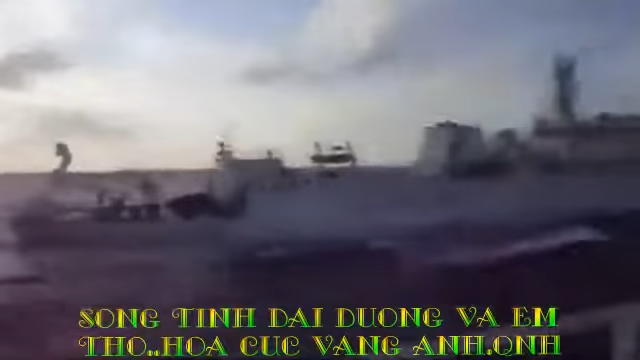 SONG TINH DAI DUONG VA EM
THO..HOA CUC VANG ANH.QNH